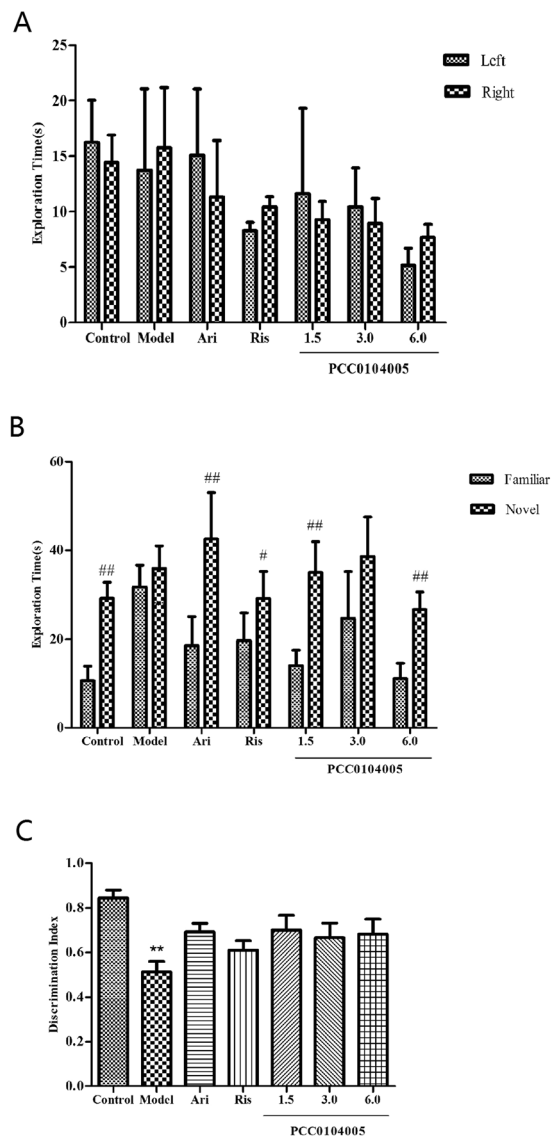 A
Exploration Time(s)
25
20
15
10
5
0
Left
Right
Control Model Ari Ris 1.5 3.0 6.0
PCC0104005
B
Exploration Time(s)
60
40
20
0
Familiar
Novel
## ## # ## ##
Control Model Ari Ris 1.5 3.0 6.0
PCC0104005
C
Discrimination Index
1.0
0.8
0.6
0.4
0.2
0.0
**
Control Model Ari Ris 1.5 3.0 6.0
PCC0104005